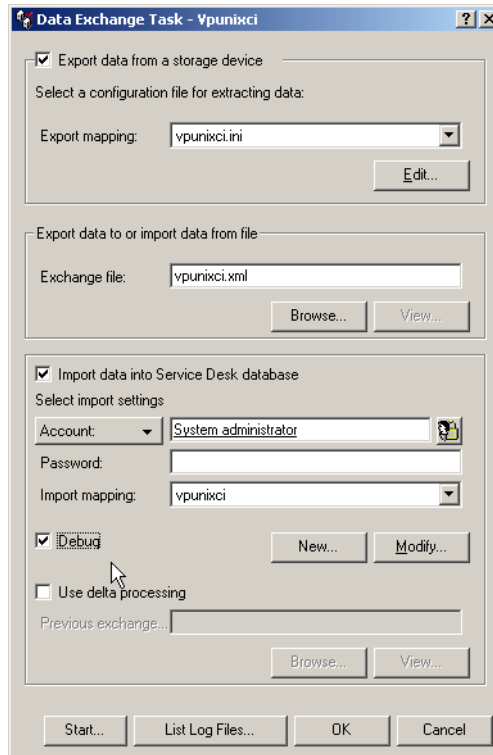 Data Exchange Task - Vpunixci
Export data from a storage device
Select a configuration file for extracting data:
Export mapping: vpunixci.ini
Edit...
Export data to or import data from file
Exchange file: vpunixci.xml
Browse... View...
Import data into Service Desk database
Select import settings
Account: System administrator
Password:
Import mapping: vpunixci
Debug New... Modify...
Use delta processing
Previous exchange...
Browse... View...
Start... List Log Files... OK Cancel